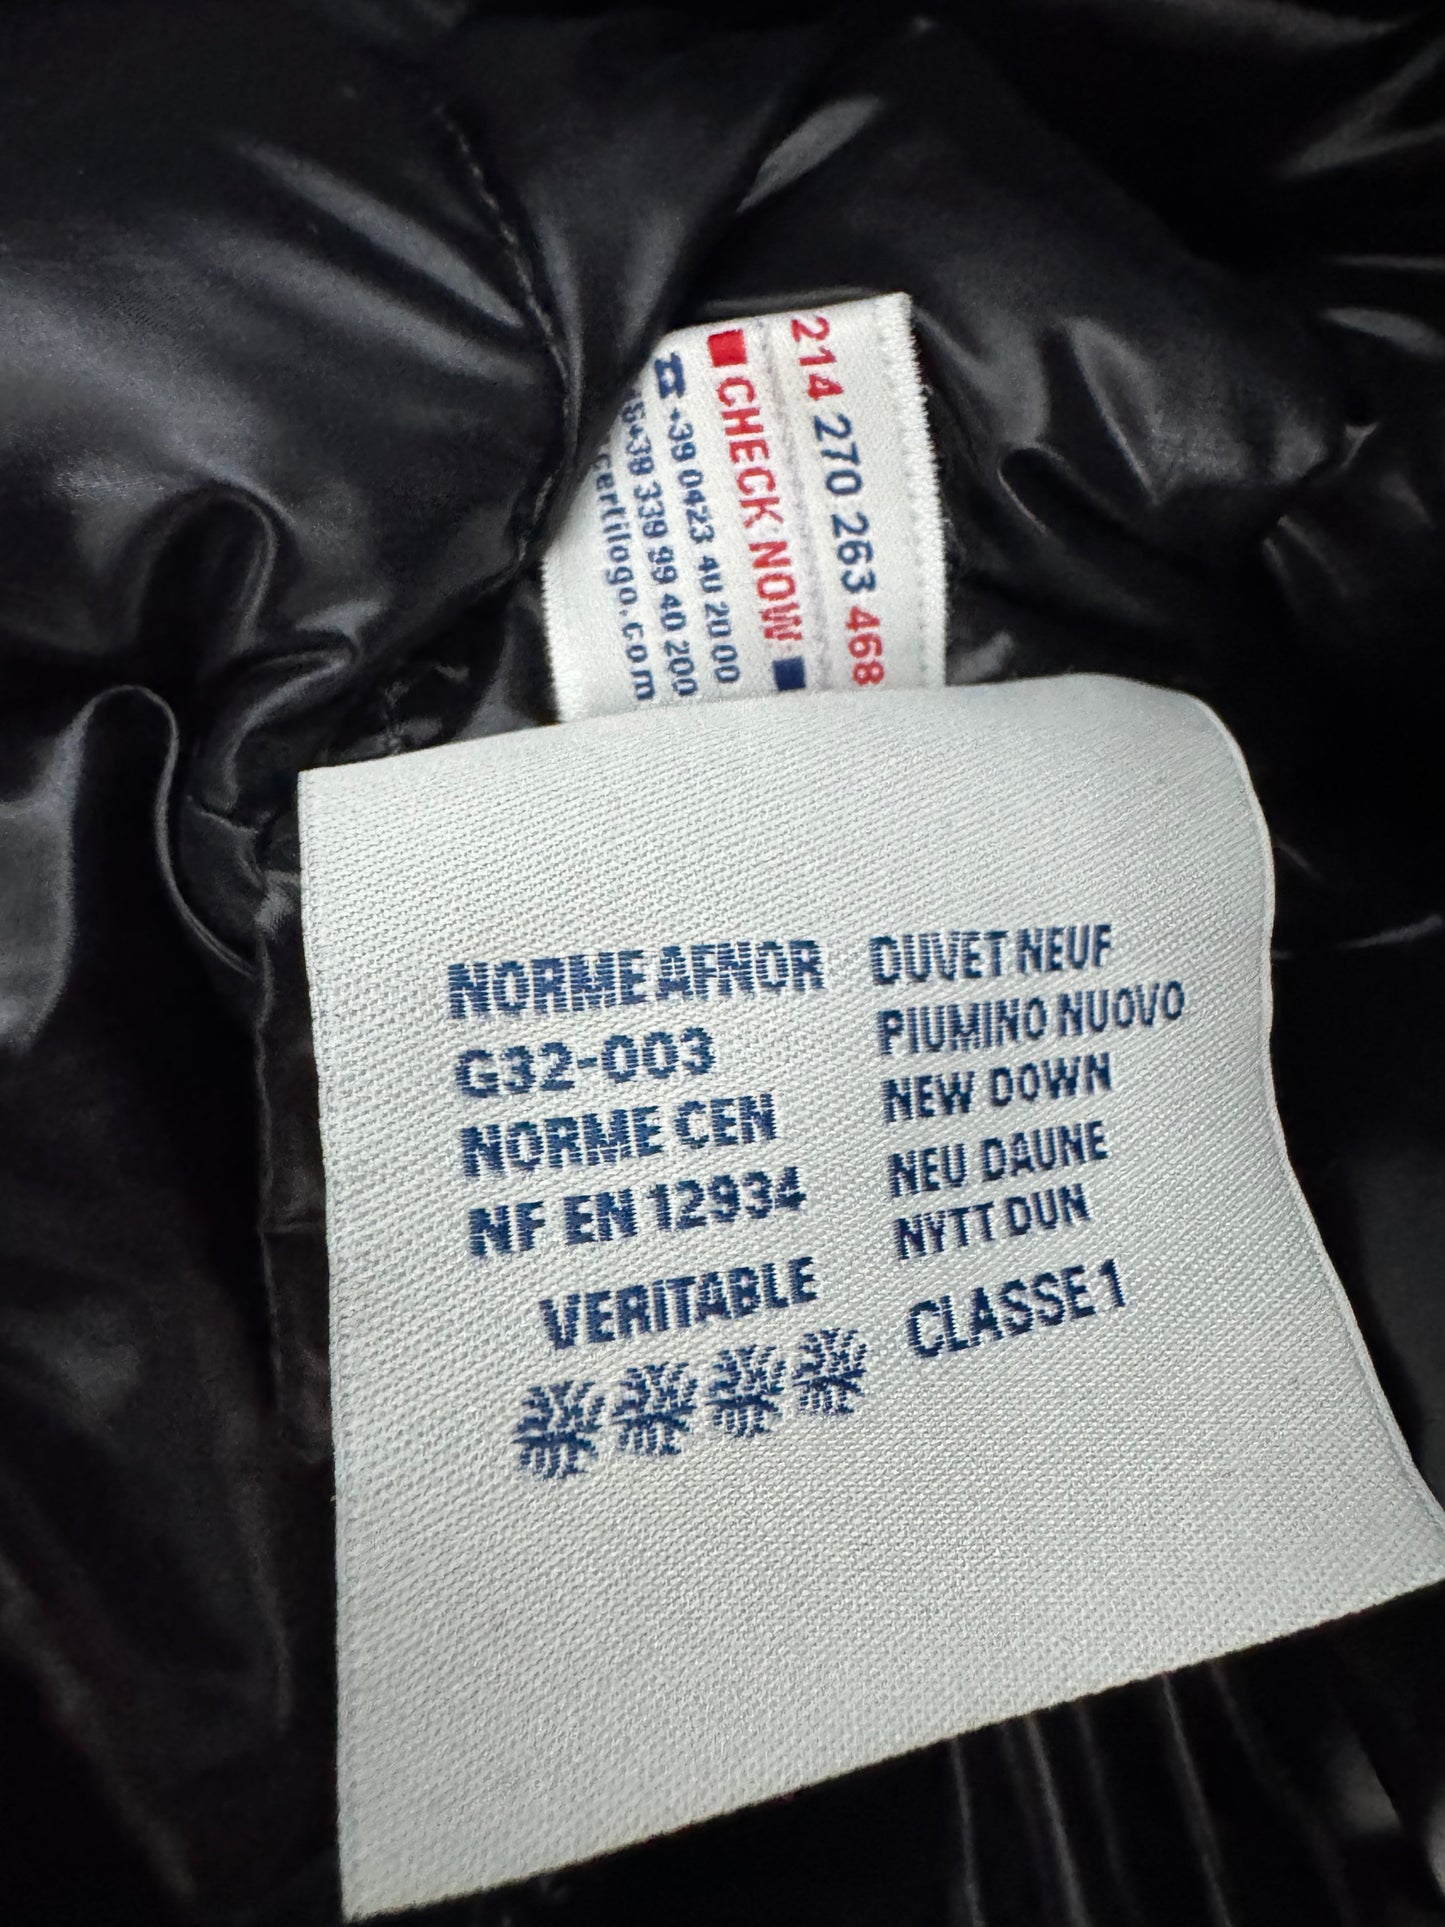 214 270 263 468
CHECK NOW
☎ +39 0423 40 20 00
+39 339 99 40 200
certilogo.com
NORME AFNOR
G32-003
NORME CEN
NF EN 12934
VERITABLE
DUVET NEUF
PIUMINO NUOVO
NEW DOWN
NEU DAUNE
NYTT DUN
CLASSE 1